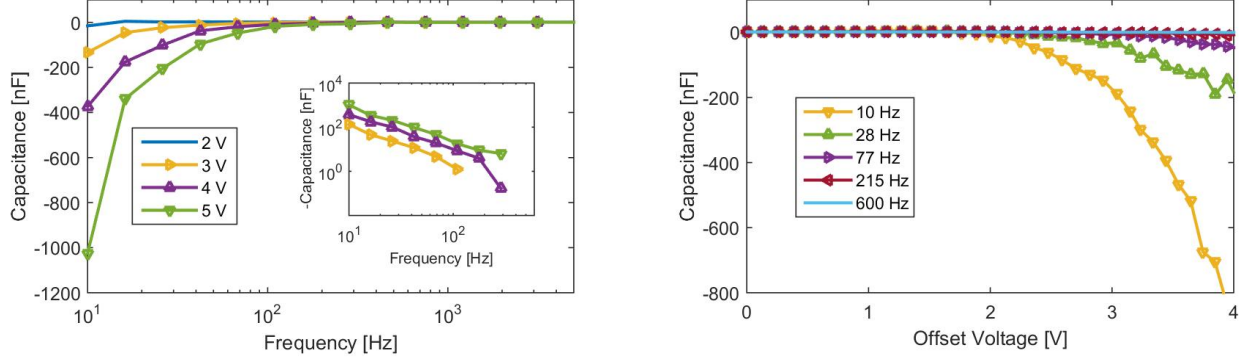 0
-200
-400
-600
-800
-1000
-1200
Capacitance [nF]
10^1
10^2
10^3
Frequency [Hz]
2 V
3 V
4 V
5 V
10^4
10^2
10^0
-Capacitance [nF]
10^1
10^2
Frequency [Hz]
0
-200
-400
-600
-800
Capacitance [nF]
0
1
2
3
4
Offset Voltage [V]
10 Hz
28 Hz
77 Hz
215 Hz
600 Hz